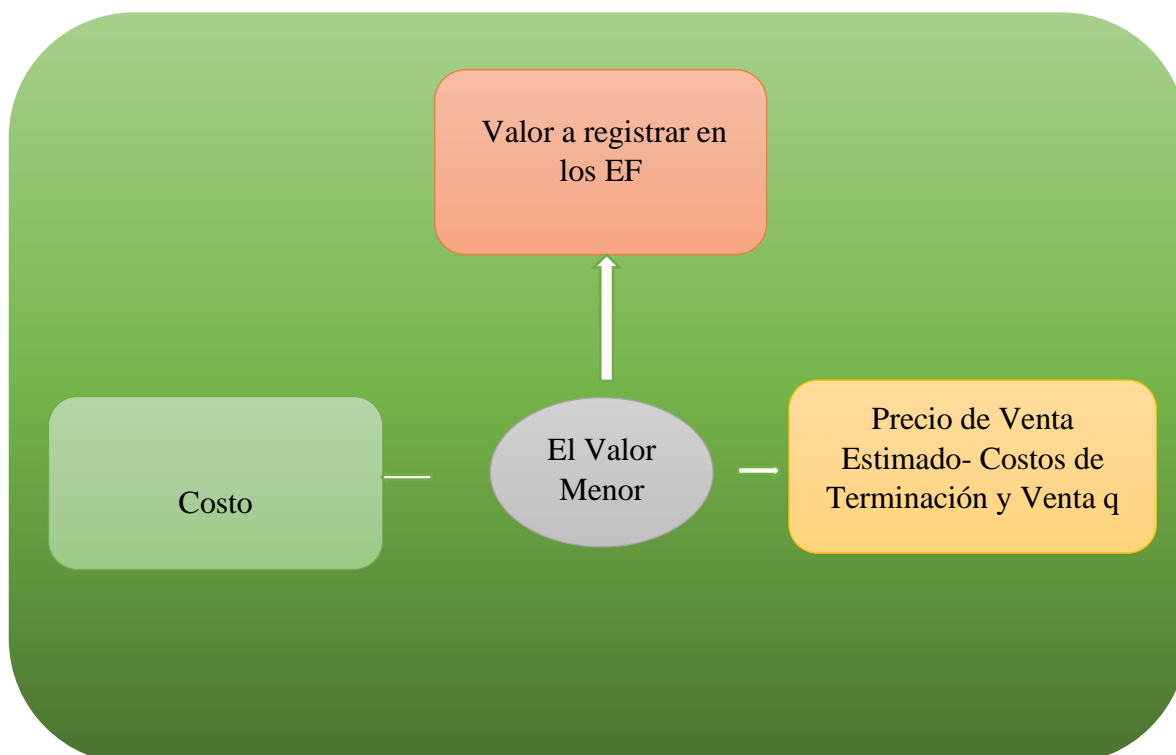 Valor a registrar en
los EF
El Valor
Menor
Costo
Precio de Venta
Estimado- Costos de
Terminación y Venta q